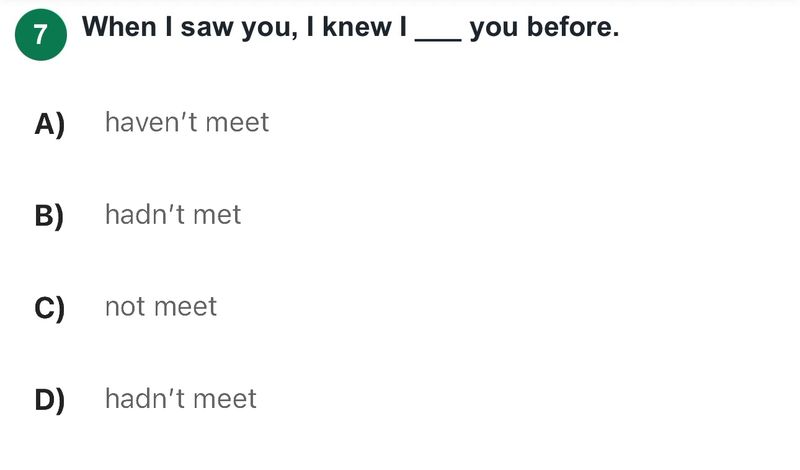 7 When I saw you, I knew I ___ you before.
A) haven't meet
B) hadn't met
C) not meet
D) hadn't meet